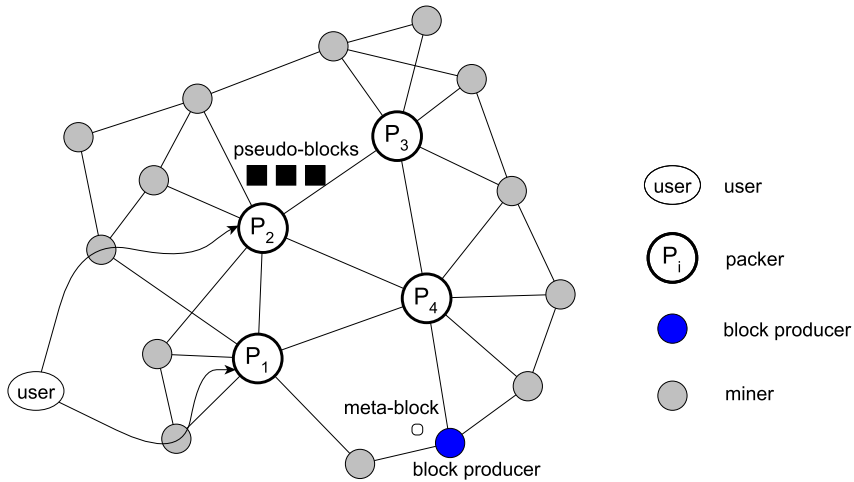 pseudo-blocks
P3
P2
P4
P1
user
meta-block
block producer
user user
Pi packer
block producer
miner